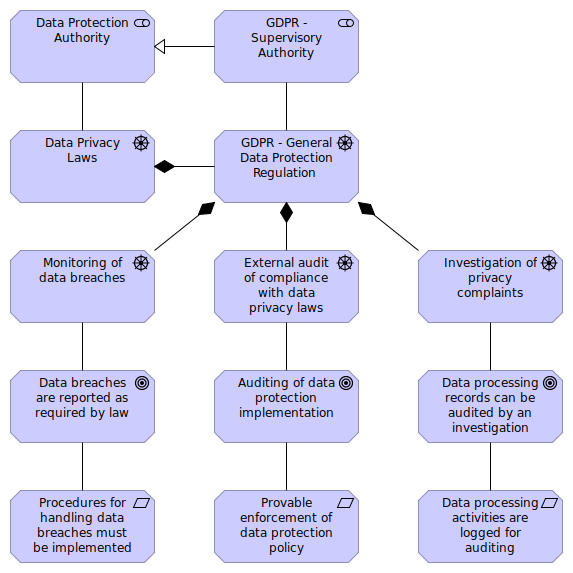 Data Protection
Authority
GDPR -
Supervisory
Authority
Data Privacy
Laws
GDPR - General
Data Protection
Regulation
Monitoring of
data breaches
External audit
of compliance
with data
privacy laws
Investigation of
privacy
complaints
Data breaches
are reported as
required by law
Auditing of data
protection
implementation
Data processing
records can be
audited by an
investigation
Procedures for
handling data
breaches must
be implemented
Provable
enforcement of
data protection
policy
Data processing
activities are
logged for
auditing